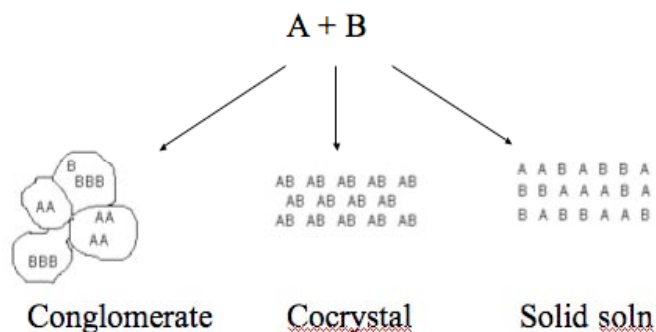 A + B
B
BBB
AA
AA
AA
BBB
AB AB AB AB AB
AB AB AB AB
AB AB AB AB AB
A A B A B B A
B B A A A B A
B A B B A A B
Conglomerate
Cocrystal
Solid soln